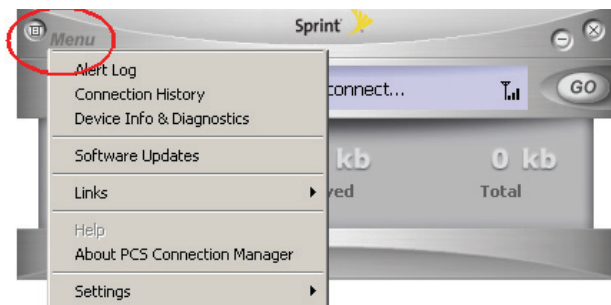 Sprint
Menu
Alert Log
Connection History
connect...
GO
Device Info & Diagnostics
Software Updates
kb
0 kb
Links
Total
Help
About PCS Connection Manager
Settings